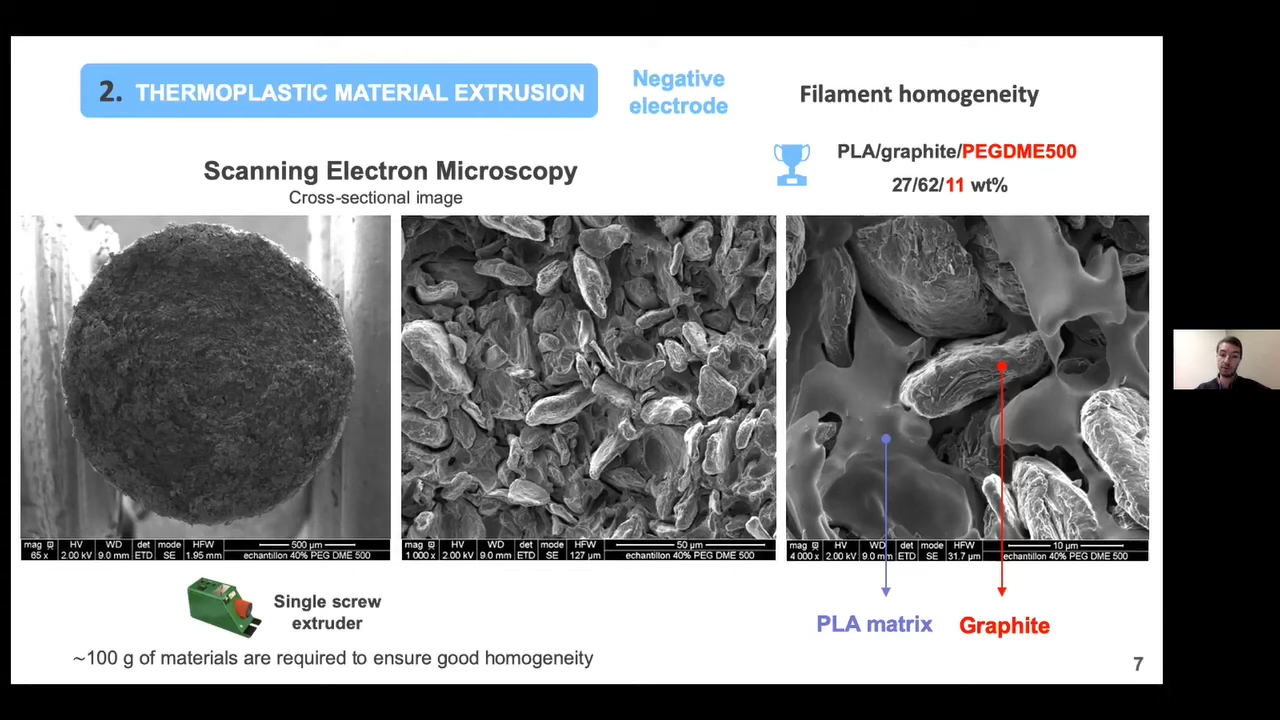 2. THERMOPLASTIC MATERIAL EXTRUSION
Negative
electrode
Filament homogeneity
Scanning Electron Microscopy
Cross-sectional image
PLA/graphite/PEGDME500
27/62/11 wt%
mag HV WD det mode HFW 500 µm
65 x 2.00 kV 9.0 mm ETD SE 1.95 mm echantillon 40% PEG DME 500
mag HV WD det mode HFW 50 µm
1 000 x 2.00 kV 9.0 mm ETD SE 127 µm echantillon 40% PEG DME 500
mag HV WD det mode HFW 10 µm
4 000 x 2.00 kV 9.0 mm ETD SE 31.7 µm echantillon 40% PEG DME 500
Single screw
extruder
PLA matrix
Graphite
~100 g of materials are required to ensure good homogeneity
7